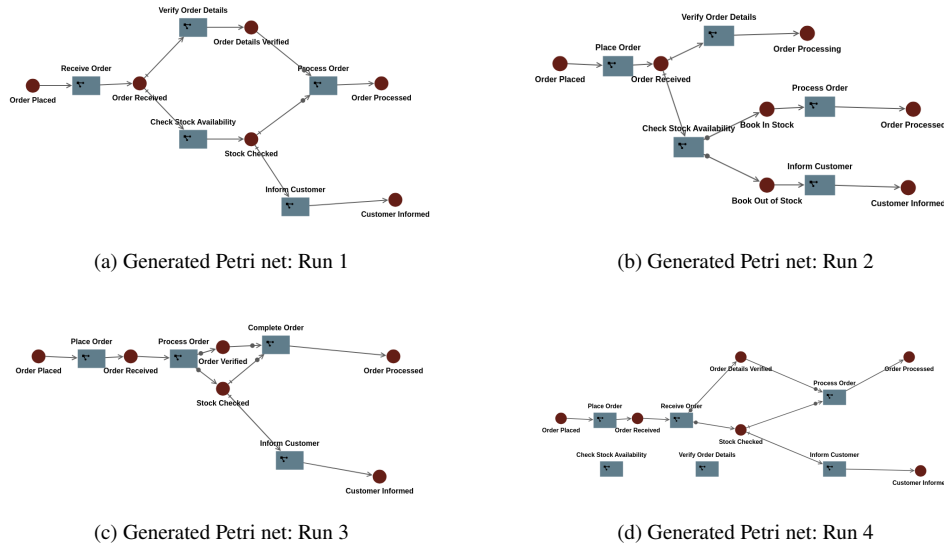 Verify Order Details
Order Details Verified
Receive Order
Process Order
Order Placed
Order Received
Order Processed
Check Stock Availability
Stock Checked
Inform Customer
Customer Informed
(a) Generated Petri net: Run 1
Verify Order Details
Place Order
Order Processing
Order Placed
Order Received
Process Order
Check Stock Availability
Book In Stock
Order Processed
Inform Customer
Book Out of Stock
Customer Informed
(b) Generated Petri net: Run 2
Complete Order
Place Order
Process Order
Order Verified
Order Placed
Order Received
Order Processed
Stock Checked
Inform Customer
Customer Informed
(c) Generated Petri net: Run 3
Order Details Verified
Order Processed
Process Order
Place Order
Receive Order
Order Placed
Order Received
Stock Checked
Check Stock Availability
Verify Order Details
Inform Customer
Customer Informed
(d) Generated Petri net: Run 4